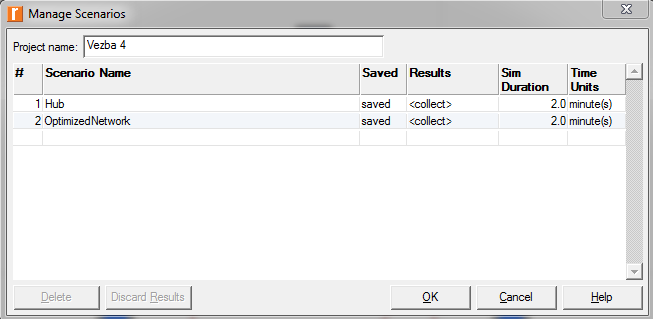 Manage Scenarios
Project name: Vezba 4
# Scenario Name Saved Results Sim Duration Time Units
1 Hub saved <collect> 2.0 minute(s)
2 OptimizedNetwork saved <collect> 2.0 minute(s)
Delete Discard Results OK Cancel Help